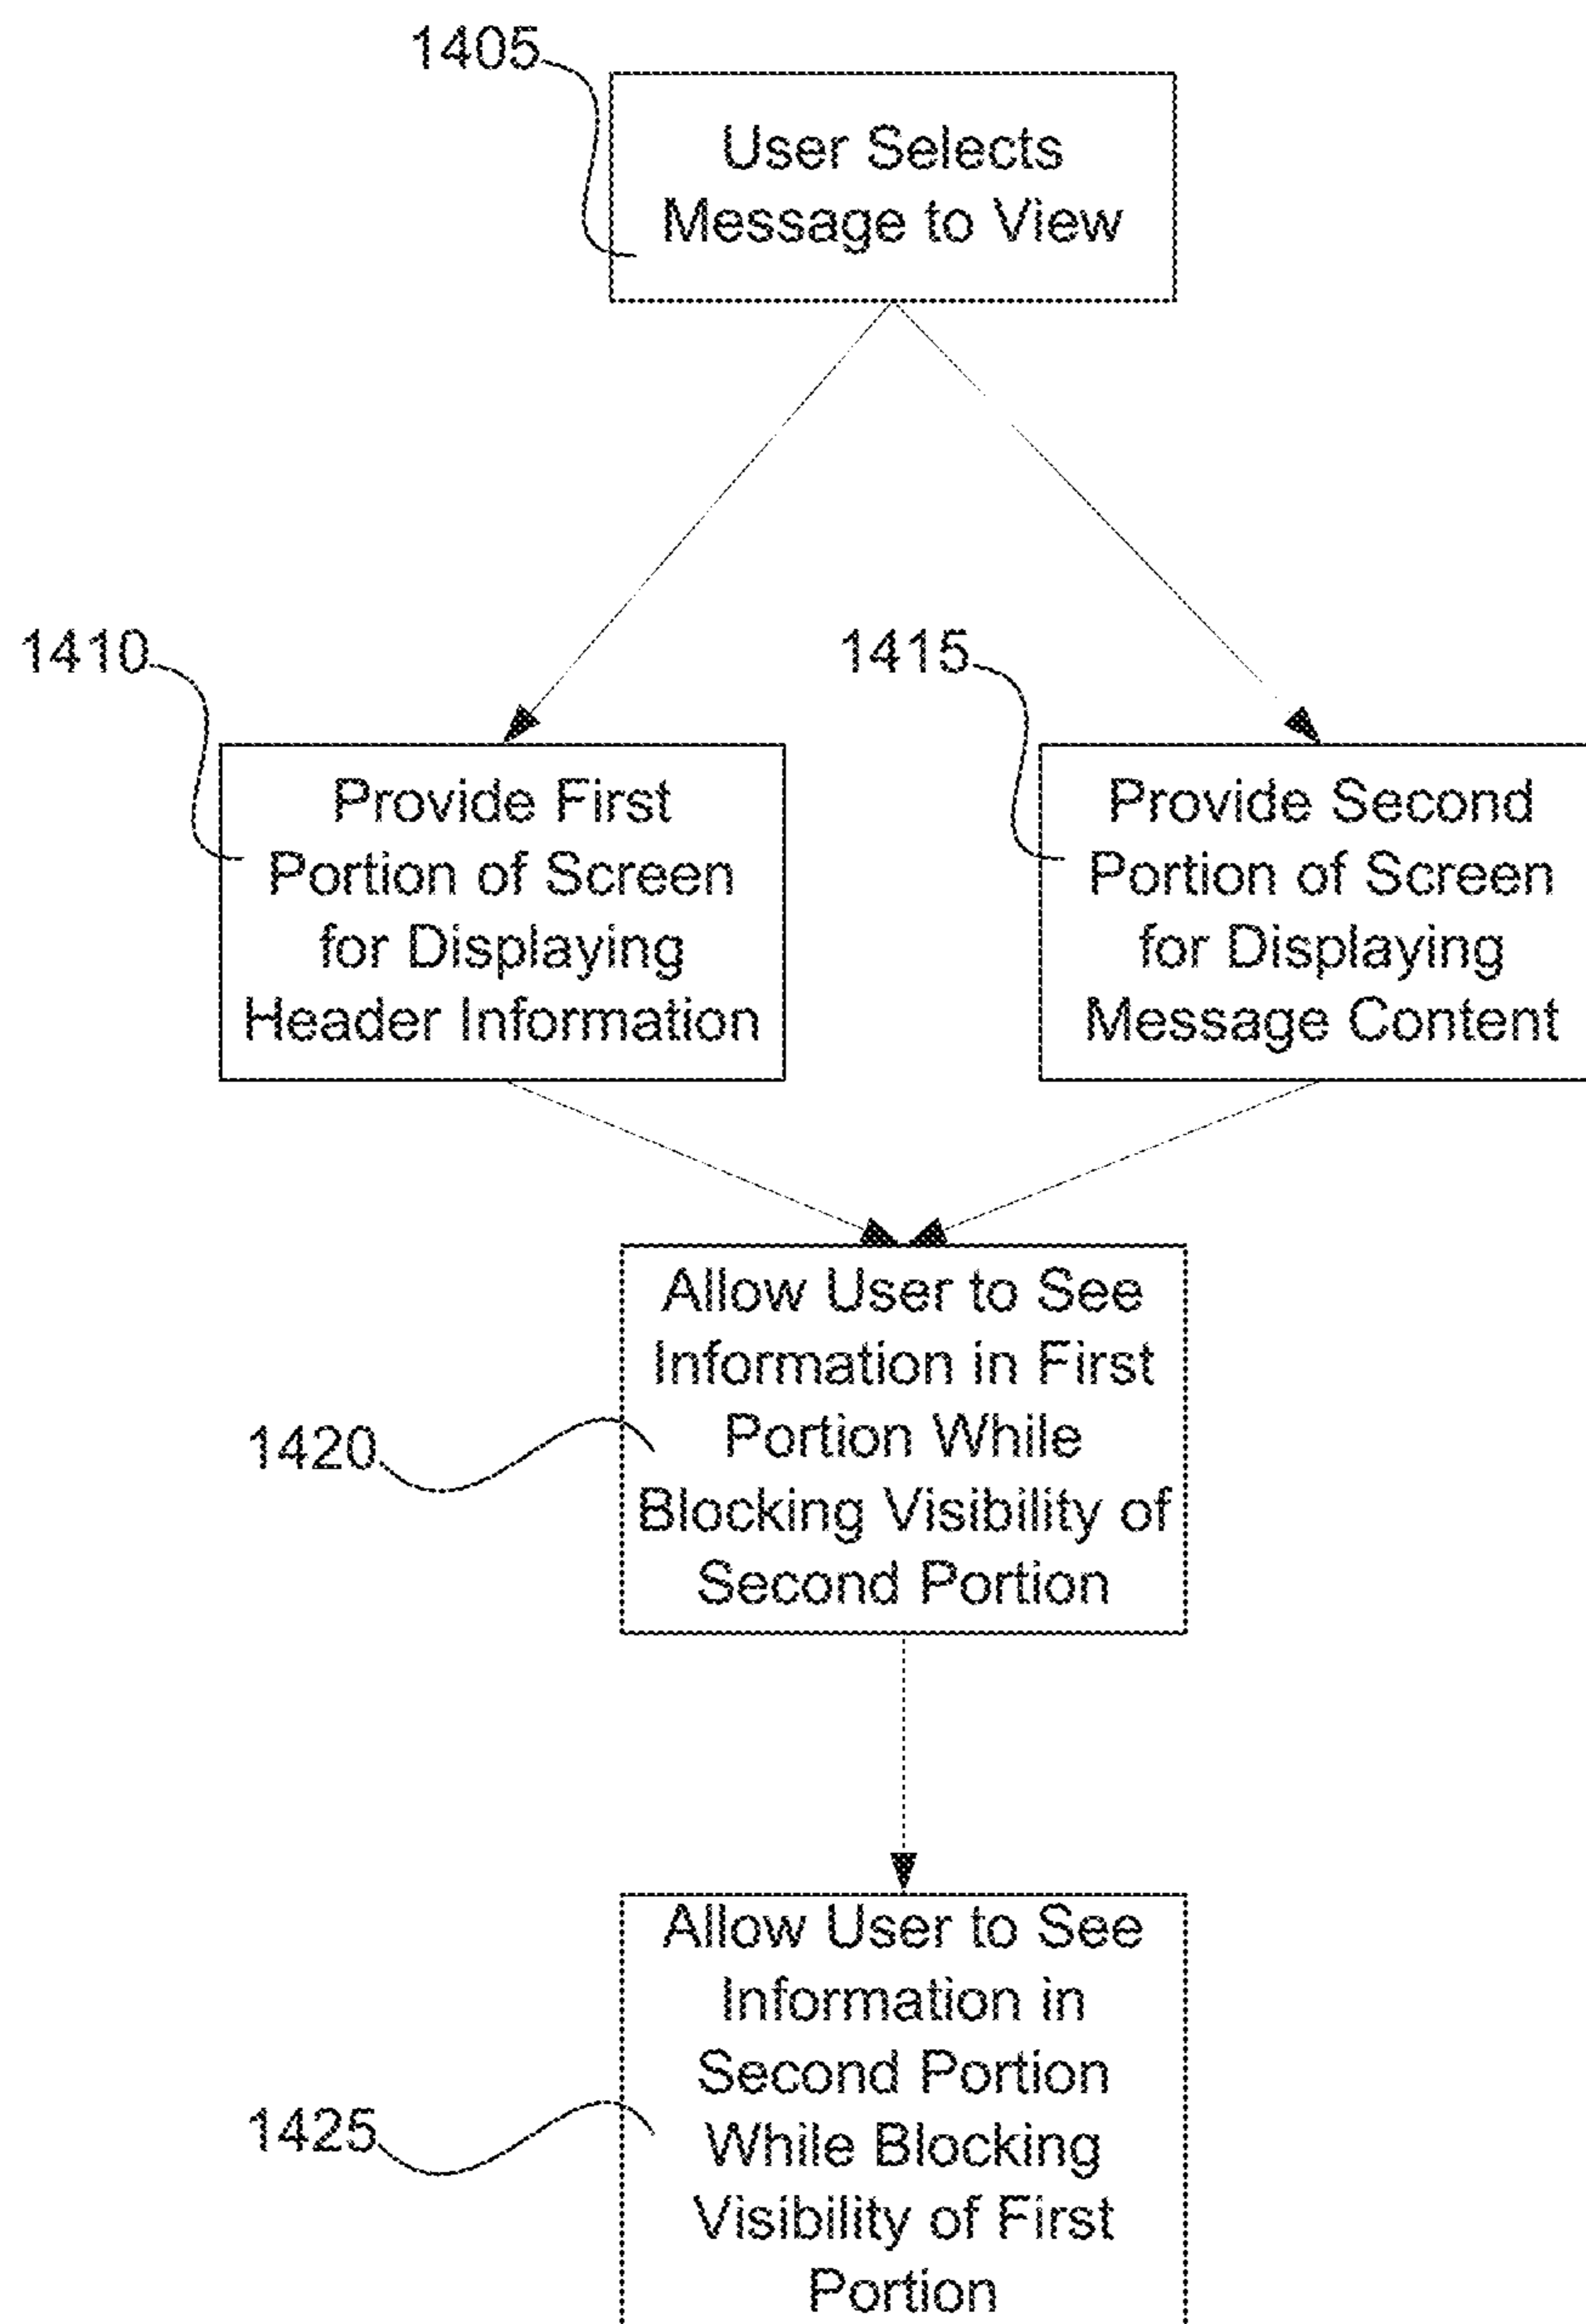 1405
User Selects
Message to View
1410
Provide First
Portion of Screen
for Displaying
Header Information
1415
Provide Second
Portion of Screen
for Displaying
Message Content
1420
Allow User to See
Information in First
Portion While
Blocking Visibility of
Second Portion
1425
Allow User to See
Information in
Second Portion
While Blocking
Visibility of First
Portion